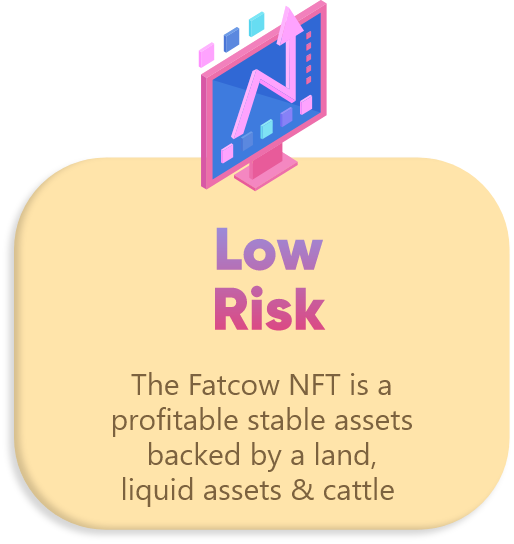 Low
Risk
The Fatcow NFT is a
profitable stable assets
backed by a land,
liquid assets & cattle